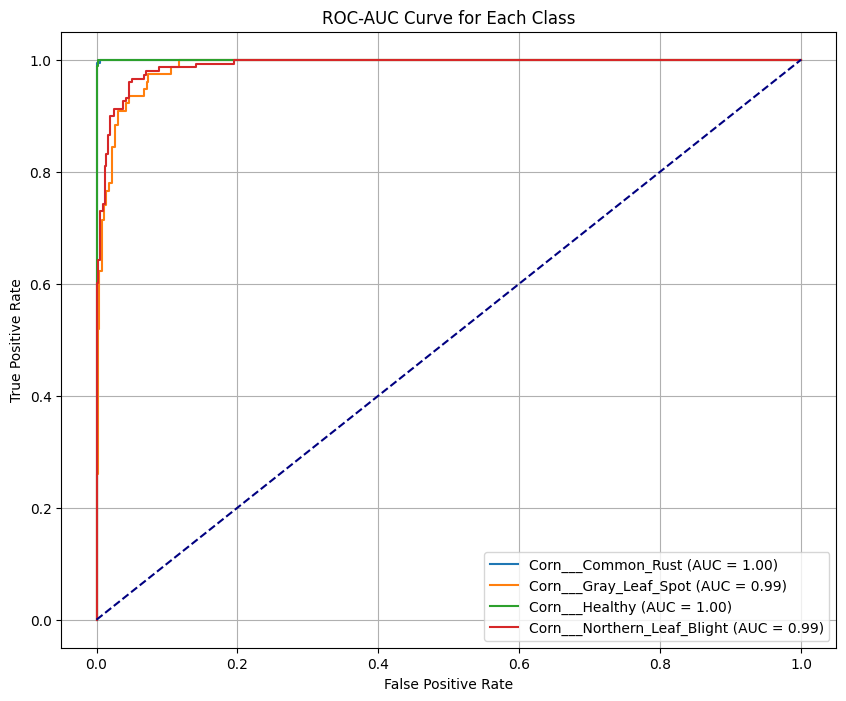 ROC-AUC Curve for Each Class
1.0
0.8
0.6
0.4
0.2
0.0
True Positive Rate
0.0 0.2 0.4 0.6 0.8 1.0
False Positive Rate
Corn___Common_Rust (AUC = 1.00)
Corn___Gray_Leaf_Spot (AUC = 0.99)
Corn___Healthy (AUC = 1.00)
Corn___Northern_Leaf_Blight (AUC = 0.99)